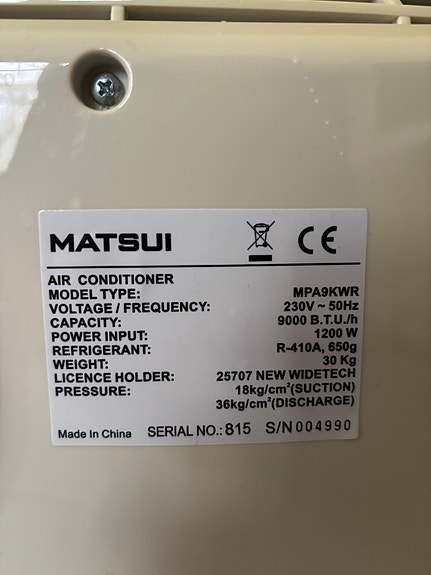 MATSUI CE
AIR CONDITIONER
MODEL TYPE: MPA9KWR
VOLTAGE / FREQUENCY: 230V ~ 50Hz
CAPACITY: 9000 B.T.U./h
POWER INPUT: 1200 W
REFRIGERANT: R-410A, 650g
WEIGHT: 30 Kg
LICENCE HOLDER: 25707 NEW WIDETECH
PRESSURE: 18kg/cm²(SUCTION)
36kg/cm²(DISCHARGE)
Made In China SERIAL NO.: 815 S/N 004990